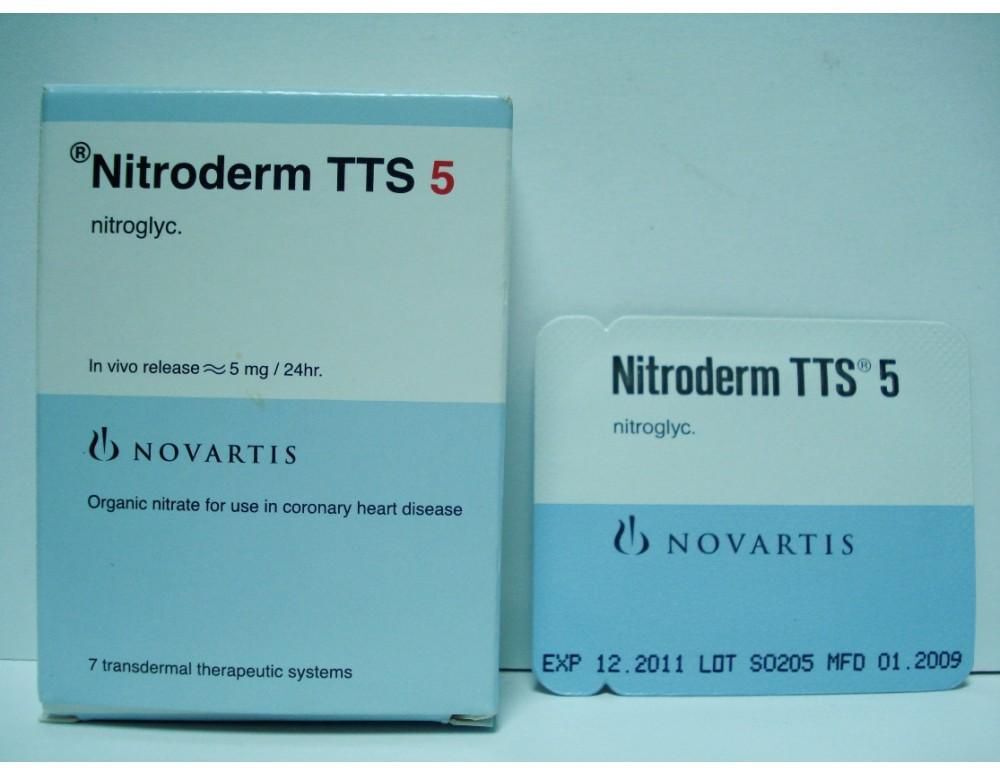 ®Nitroderm TTS 5
nitroglyc.
In vivo release ≈ 5 mg / 24hr.
NOVARTIS
Organic nitrate for use in coronary heart disease
7 transdermal therapeutic systems
Nitroderm TTS® 5
nitroglyc.
NOVARTIS
EXP 12.2011 LOT SO205 MFD 01.2009